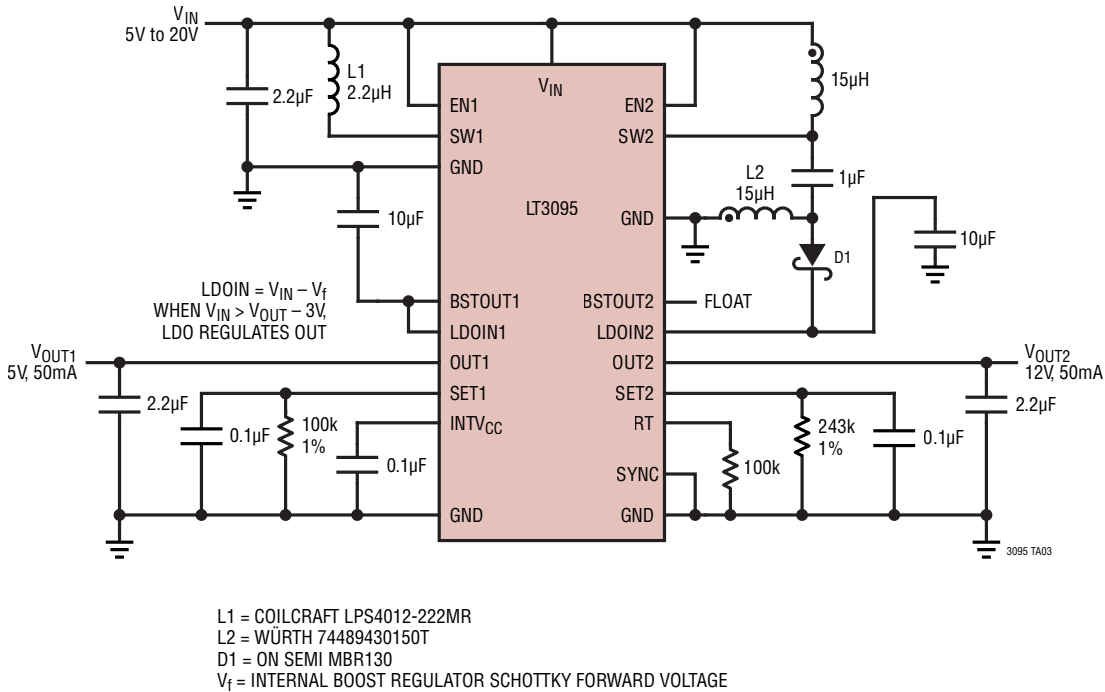 VIN
5V to 20V
2.2µF
L1
2.2µH
VIN
EN1
SW1
GND
EN2
SW2
15µH
LT3095
L2
15µH
1µF
GND
10µF
10µF
D1
LDOIN = VIN – Vf
WHEN VIN > VOUT – 3V,
LDO REGULATES OUT
BSTOUT1
LDOIN1
BSTOUT2
FLOAT
LDOIN2
VOUT1
5V, 50mA
OUT1
OUT2
VOUT2
12V, 50mA
2.2µF
SET1
SET2
2.2µF
0.1µF
100k
1%
INTVCC
0.1µF
RT
100k
243k
1%
0.1µF
SYNC
GND
GND
3095 TA03
L1 = COILCRAFT LPS4012-222MR
L2 = WÜRTH 74489430150T
D1 = ON SEMI MBR130
Vf = INTERNAL BOOST REGULATOR SCHOTTKY FORWARD VOLTAGE